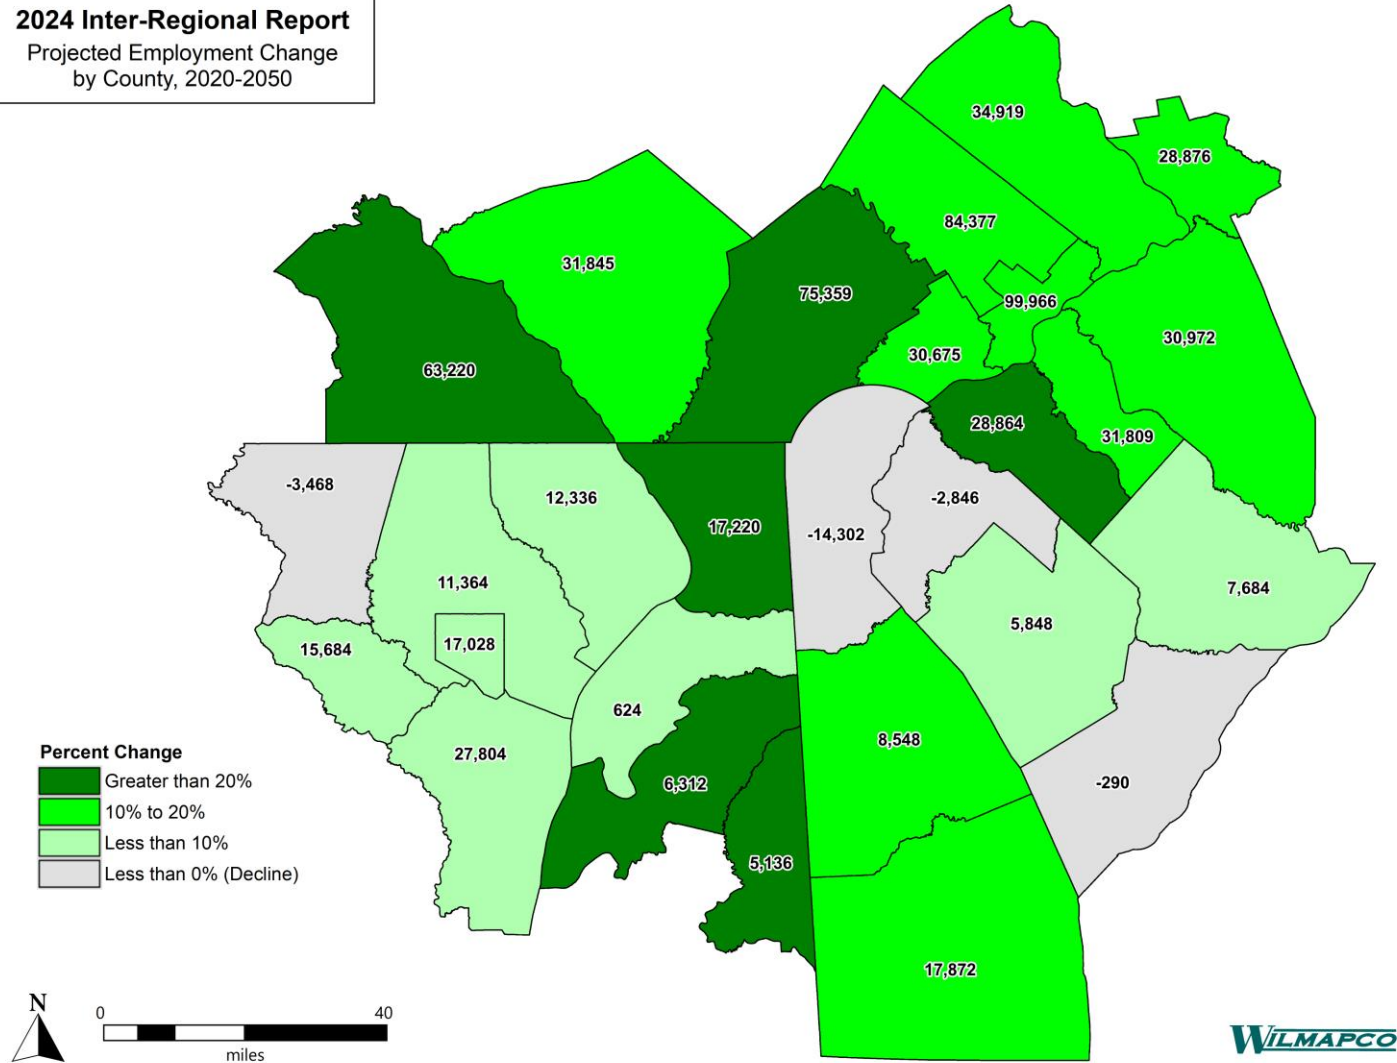 2024 Inter-Regional Report
Projected Employment Change
by County, 2020-2050
34,919
28,876
84,377
31,845
75,359
99,966
30,972
30,675
63,220
28,864
31,809
-3,468
12,336
-2,846
17,220
-14,302
11,364
7,684
5,848
17,028
15,684
624
8,548
27,804
6,312
-290
5,136
17,872
Percent Change
Greater than 20%
10% to 20%
Less than 10%
Less than 0% (Decline)
N
0 40
miles
WILMAPCO